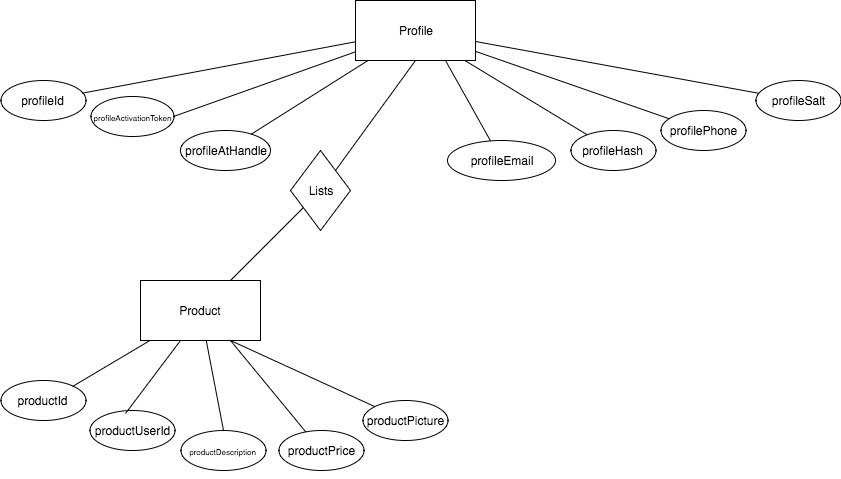 Profile
profileId
profileActivationToken
profileAtHandle
profileEmail
profileHash
profilePhone
profileSalt
Lists
Product
productId
productUserId
productDescription
productPrice
productPicture